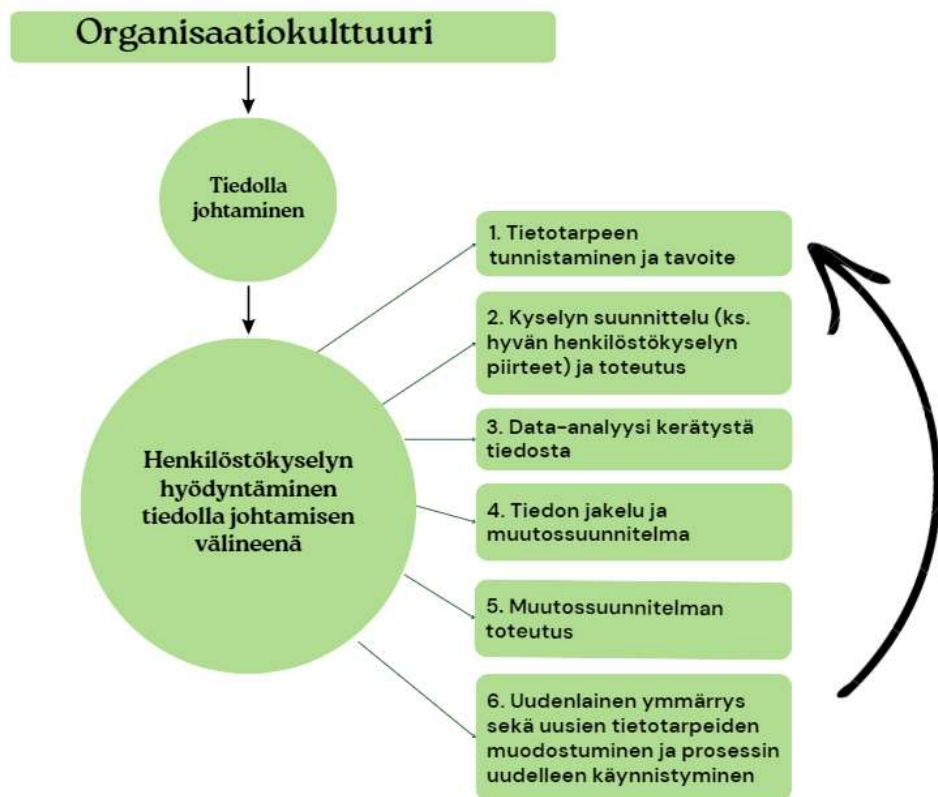 Organisaatiokulttuuri
Tiedolla
johtaminen
Henkilöstökyselyn
hyödyntäminen
tiedolla johtamisen
välineenä
1. Tietotarpeen
tunnistaminen ja tavoite
2. Kyselyn suunnittelu (ks.
hyvän henkilöstökyselyn
piirteet) ja toteutus
3. Data-analyysi kerätystä
tiedosta
4. Tiedon jakelu ja
muutossuunnitelma
5. Muutossuunnitelman
toteutus
6. Uudenlainen ymmärrys
sekä uusien tietotarpeiden
muodostuminen ja prosessin
uudelleen käynnistyminen